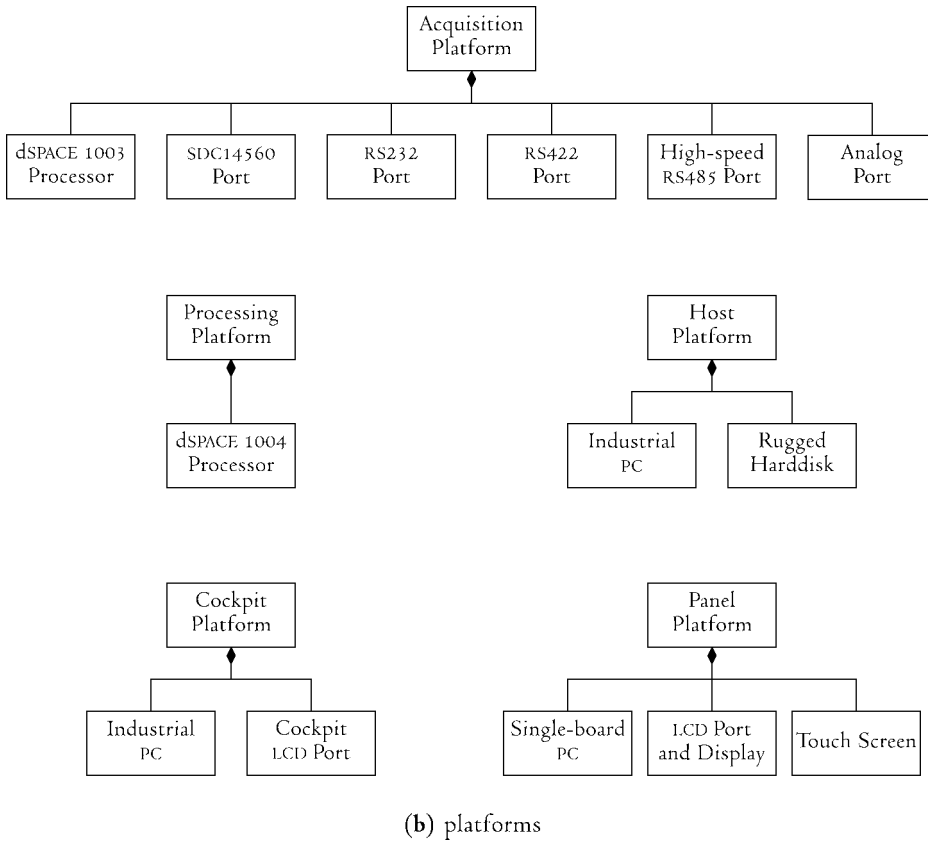 Acquisition
Platform
dSPACE 1003
Processor
SDC14560
Port
RS232
Port
RS422
Port
High-speed
RS485 Port
Analog
Port
Processing
Platform
dSPACE 1004
Processor
Host
Platform
Industrial
PC
Rugged
Harddisk
Cockpit
Platform
Industrial
PC
Cockpit
LCD Port
Panel
Platform
Single-board
PC
LCD Port
and Display
Touch Screen
(b) platforms